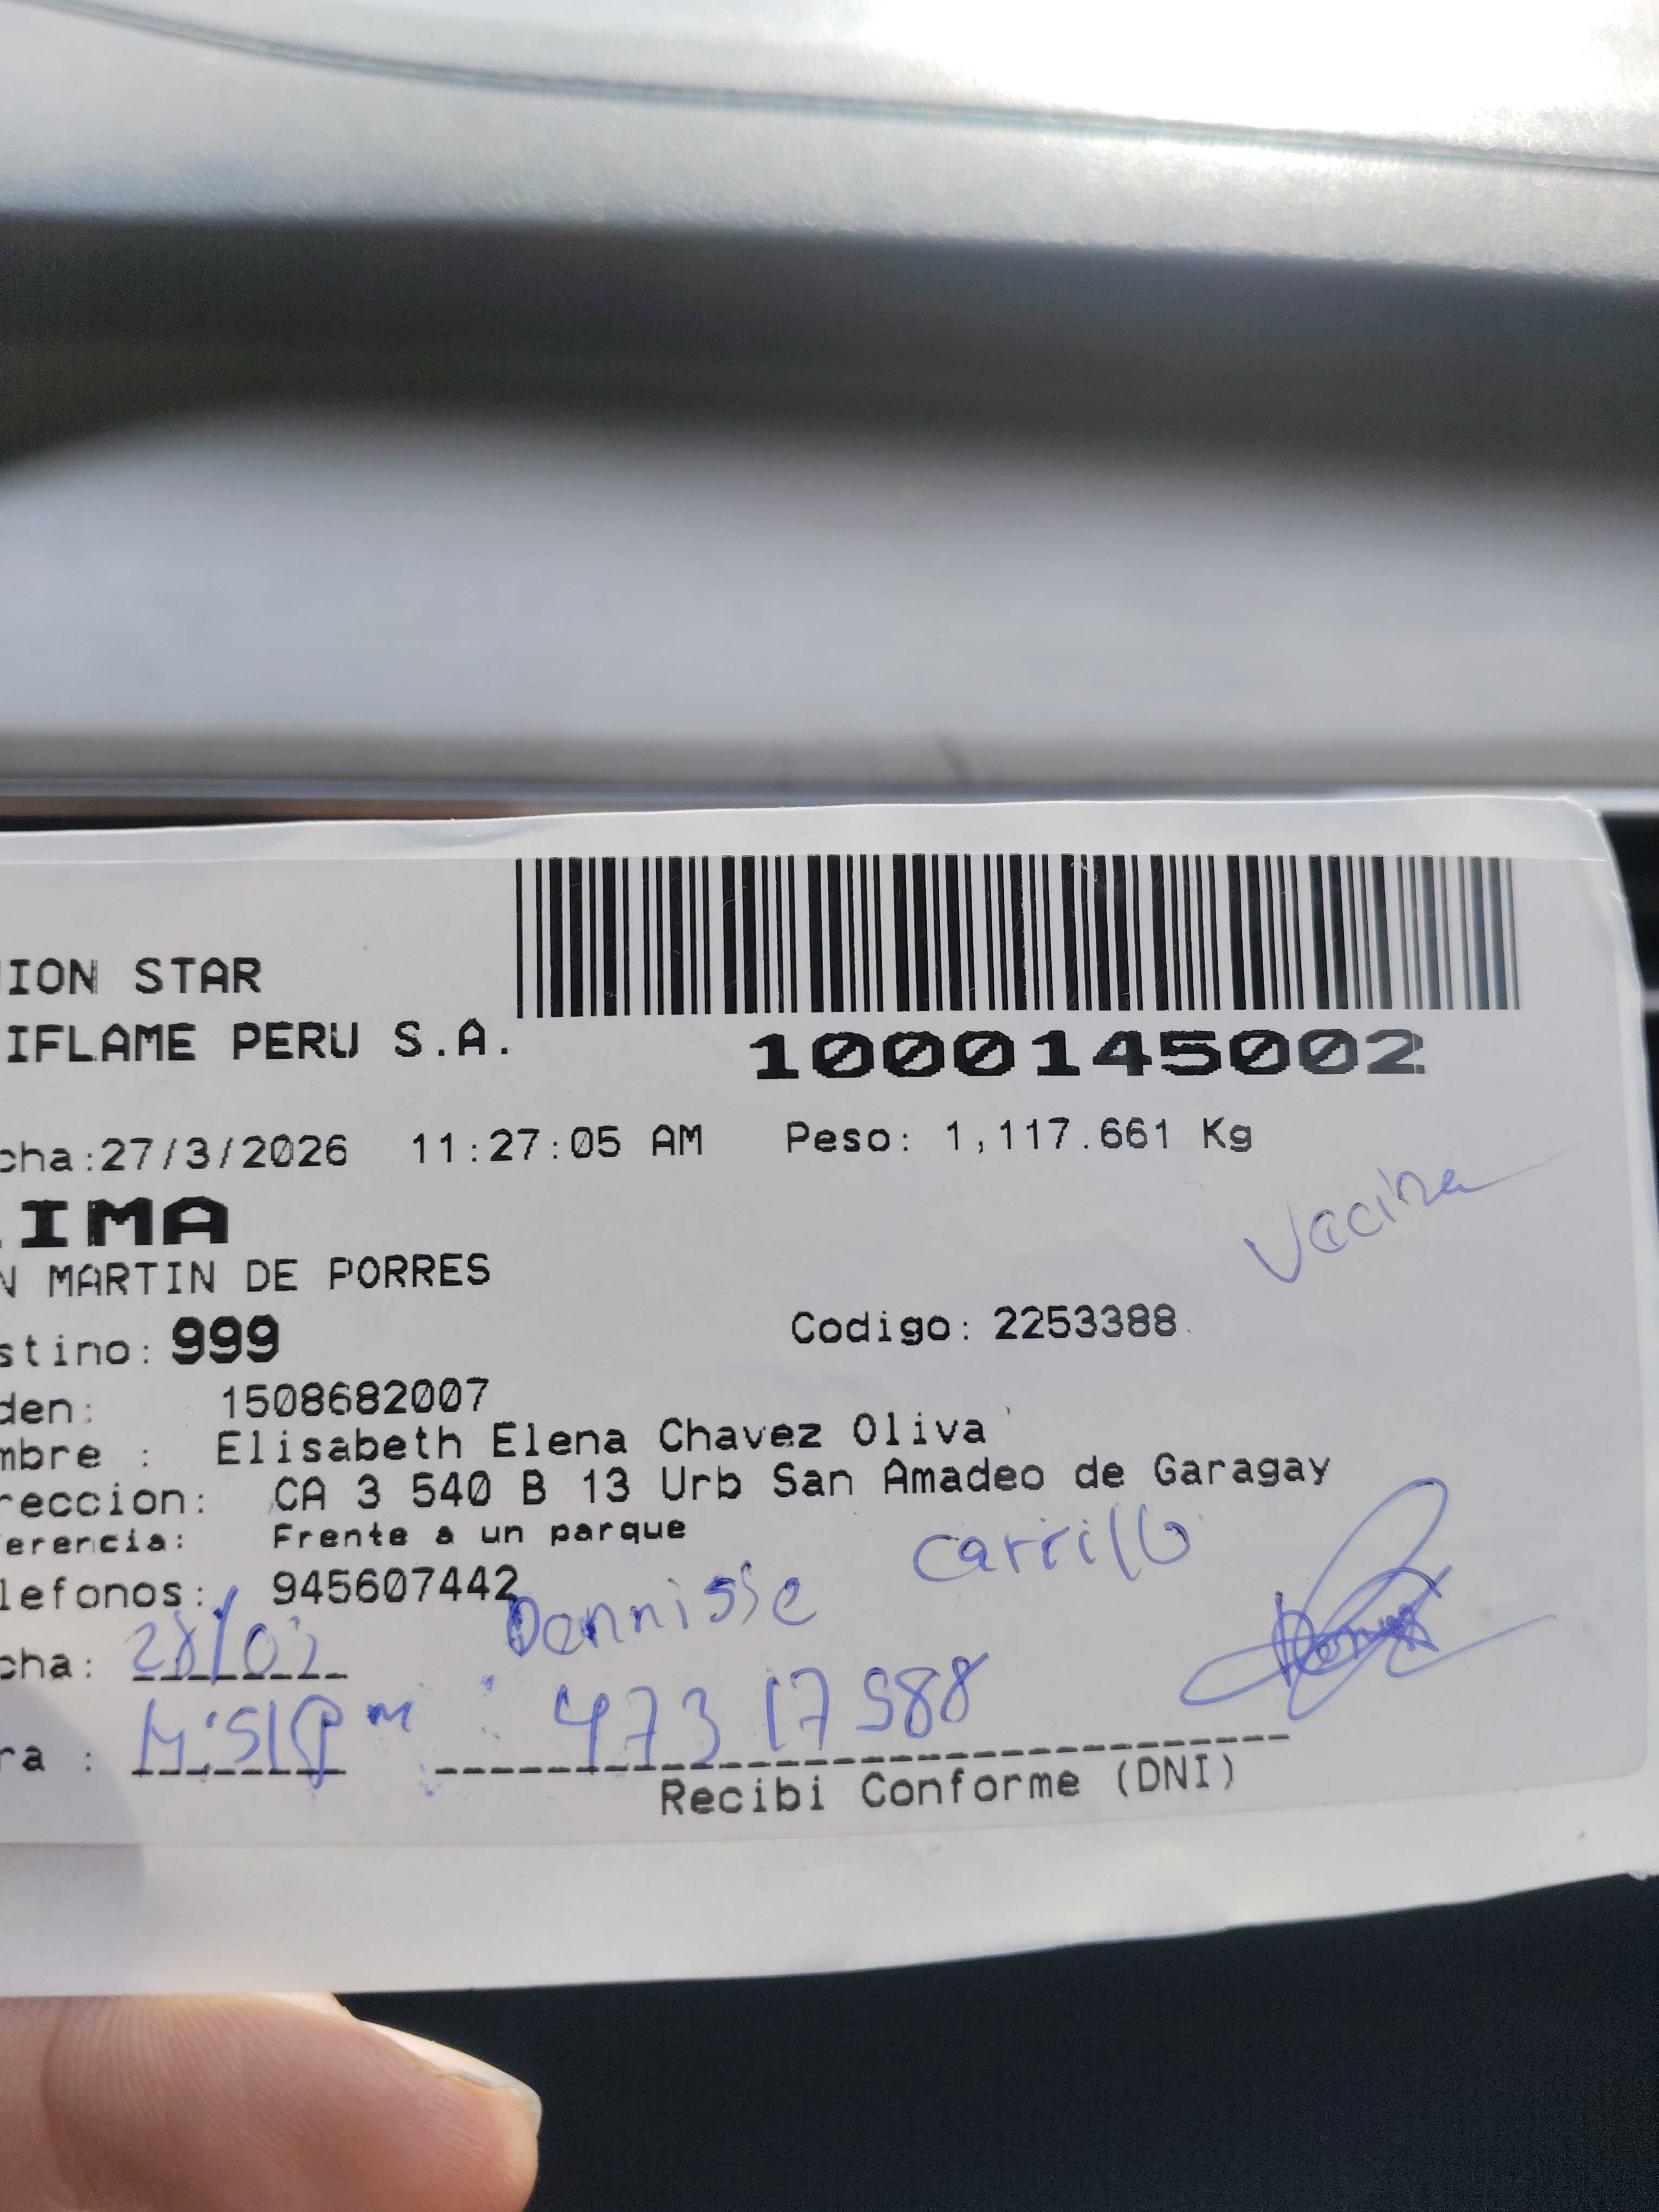 ION STAR
IFLAME PERU S.A.
1000145002
cha:27/3/2026 11:27:05 AM Peso: 1,117.661 Kg
IMA
N MARTIN DE PORRES
Vecina
stino: 999 Codigo: 2253388
den: 1508682007
mbre : Elisabeth Elena Chavez Oliva
reccion: CA 3 540 B 13 Urb San Amadeo de Garagay
erencia: Frente a un parque
lefonos: 945607442
Dennisse Carrillo
cha: 28/03
ra : 47317988
Recibi Conforme (DNI)